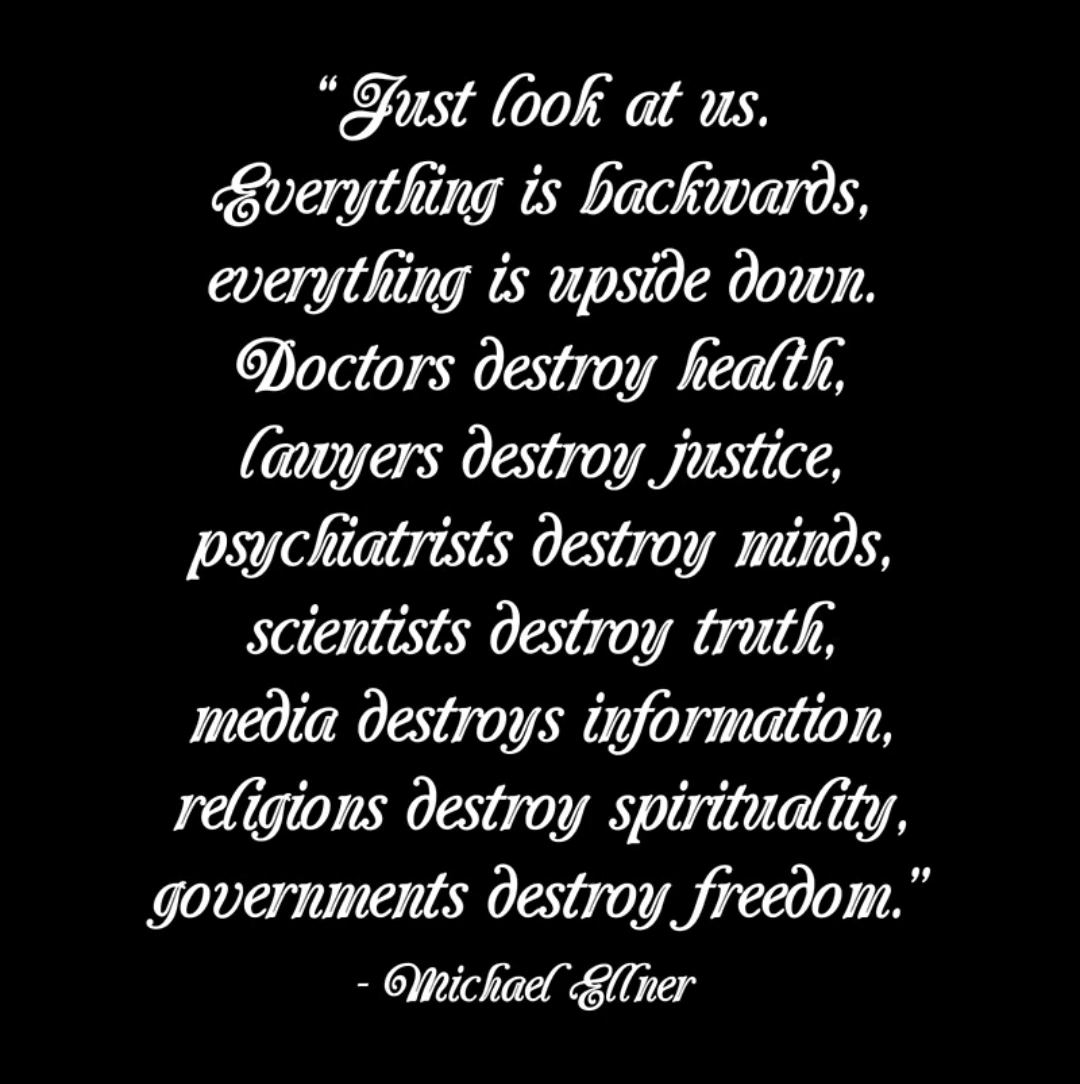 “Just look at us.
Everything is backwards,
everything is upside down.
Doctors destroy health,
lawyers destroy justice,
psychiatrists destroy minds,
scientists destroy truth,
media destroys information,
religions destroy spirituality,
governments destroy freedom.”
- Michael Ellner